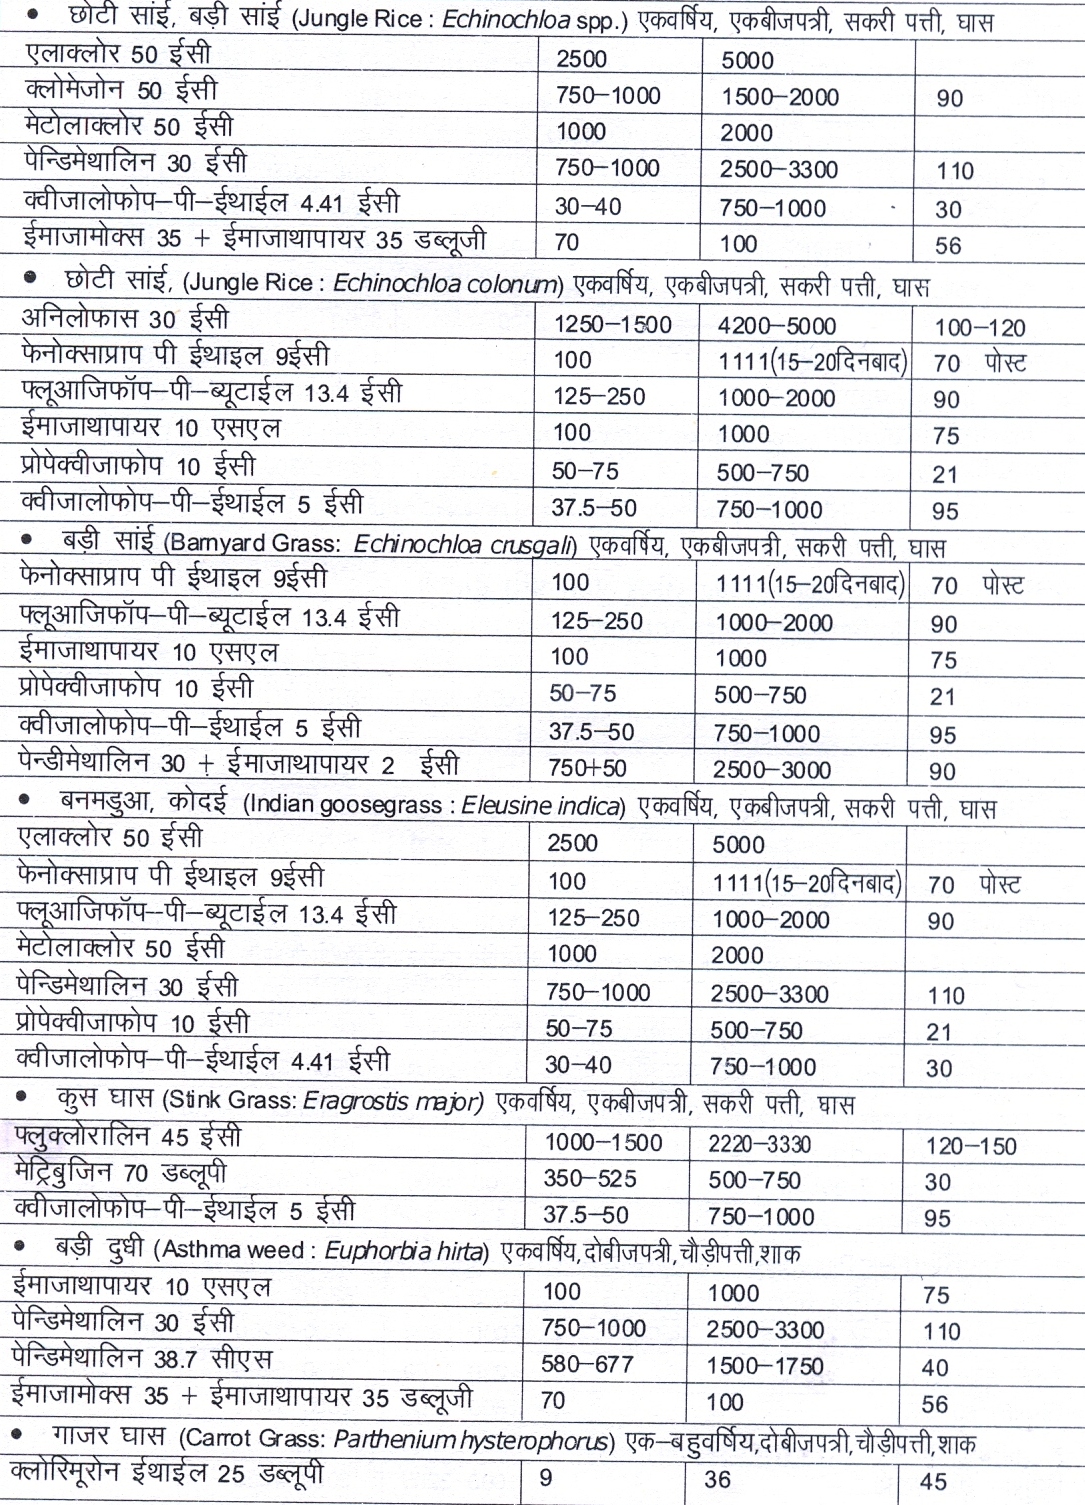 • छोटी सांई, बड़ी सांई (Jungle Rice : Echinochloa spp.) एकवर्षिय, एकबीजपत्री, सकरी पत्ती, घास
एलाक्लोर 50 ईसी 2500 5000
क्लोमेजोन 50 ईसी 750–1000 1500–2000 90
मेटोलाक्लोर 50 ईसी 1000 2000
पेन्डिमेथालिन 30 ईसी 750–1000 2500–3300 110
क्वीजालोफोप–पी–ईथाईल 4.41 ईसी 30–40 750–1000 30
ईमाजामोक्स 35 + ईमाजाथापायर 35 डब्लूजी 70 100 56
• छोटी सांई, (Jungle Rice : Echinochloa colonum) एकवर्षिय, एकबीजपत्री, सकरी पत्ती, घास
अनिलोफास 30 ईसी 1250–1500 4200–5000 100–120
फेनोक्साप्राप पी ईथाइल 9ईसी 100 1111(15–20दिनबाद) 70 पोस्ट
फ्लूआजिफॉप–पी–ब्यूटाईल 13.4 ईसी 125–250 1000–2000 90
ईमाजाथापायर 10 एसएल 100 1000 75
प्रोपेक्वीजाफोप 10 ईसी 50–75 500–750 21
क्वीजालोफोप–पी–ईथाईल 5 ईसी 37.5–50 750–1000 95
• बड़ी सांई (Barnyard Grass: Echinochloa crusgali) एकवर्षिय, एकबीजपत्री, सकरी पत्ती, घास
फेनोक्साप्राप पी ईथाइल 9ईसी 100 1111(15–20दिनबाद) 70 पोस्ट
फ्लूआजिफॉप–पी–ब्यूटाईल 13.4 ईसी 125–250 1000–2000 90
ईमाजाथापायर 10 एसएल 100 1000 75
प्रोपेक्वीजाफोप 10 ईसी 50–75 500–750 21
क्वीजालोफोप–पी–ईथाईल 5 ईसी 37.5–50 750–1000 95
पेन्डीमेथालिन 30 + ईमाजाथापायर 2 ईसी 750+50 2500–3000 90
• बनमडुआ, कोदई (Indian goosegrass : Eleusine indica) एकवर्षिय, एकबीजपत्री, सकरी पत्ती, घास
एलाक्लोर 50 ईसी 2500 5000
फेनोक्साप्राप पी ईथाइल 9ईसी 100 1111(15–20दिनबाद) 70 पोस्ट
फ्लूआजिफॉप–पी–ब्यूटाईल 13.4 ईसी 125–250 1000–2000 90
मेटोलाक्लोर 50 ईसी 1000 2000
पेन्डिमेथालिन 30 ईसी 750–1000 2500–3300 110
प्रोपेक्वीजाफोप 10 ईसी 50–75 500–750 21
क्वीजालोफोप–पी–ईथाईल 4.41 ईसी 30–40 750–1000 30
• कुस घास (Stink Grass: Eragrostis major) एकवर्षिय, एकबीजपत्री, सकरी पत्ती, घास
फ्लुक्लोरालिन 45 ईसी 1000–1500 2220–3330 120–150
मेट्रिबुजिन 70 डब्लूपी 350–525 500–750 30
क्वीजालोफोप–पी–ईथाईल 5 ईसी 37.5–50 750–1000 95
• बड़ी दुधी (Asthma weed : Euphorbia hirta) एकवर्षिय,दोबीजपत्री,चौड़ीपत्ती,शाक
ईमाजाथापायर 10 एसएल 100 1000 75
पेन्डिमेथालिन 30 ईसी 750–1000 2500–3300 110
पेन्डिमेथालिन 38.7 सीएस 580–677 1500–1750 40
ईमाजामोक्स 35 + ईमाजाथापायर 35 डब्लूजी 70 100 56
• गाजर घास (Carrot Grass: Parthenium hysterophorus) एक–बहुवर्षिय,दोबीजपत्री,चौड़ीपत्ती,शाक
क्लोरिमूरोन ईथाईल 25 डब्लूपी 9 36 45